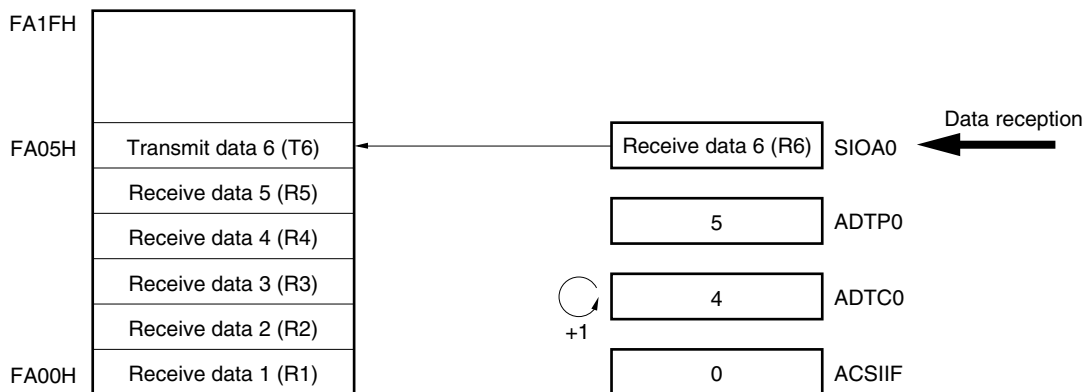 FA1FH
Data reception
FA05H
Transmit data 6 (T6)
Receive data 6 (R6)
SIOA0
Receive data 5 (R5)
5
ADTP0
Receive data 4 (R4)
Receive data 3 (R3)
4
ADTC0
+1
Receive data 2 (R2)
FA00H
Receive data 1 (R1)
0
ACSIIF